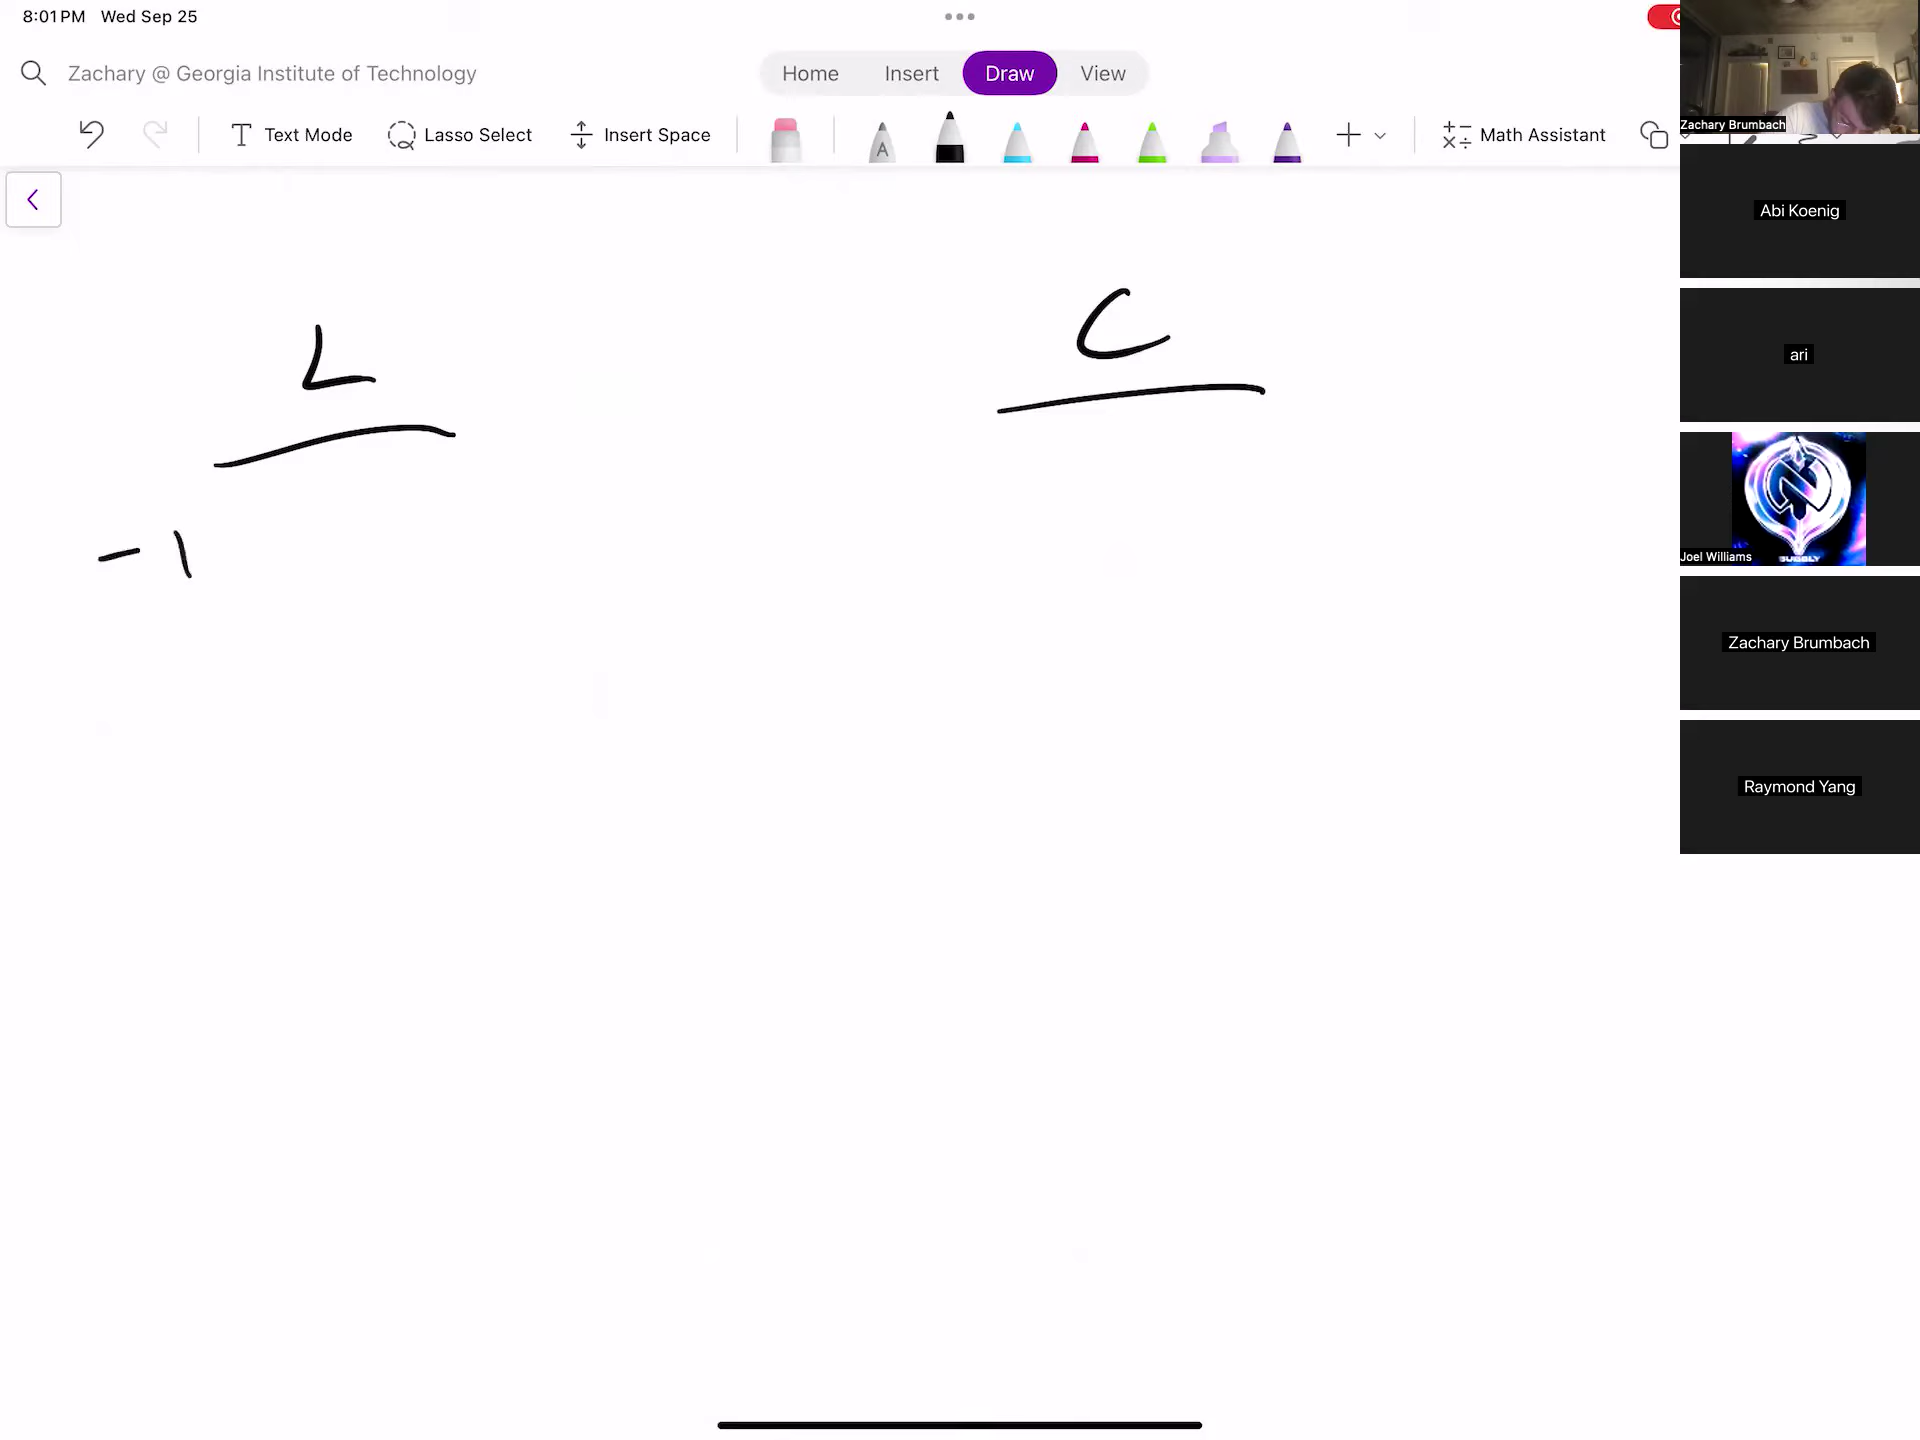 8:01 PM Wed Sep 25
Zachary @ Georgia Institute of Technology
Home Insert Draw View
Text Mode Lasso Select Insert Space A Math Assistant
L
C
- 1
Zachary Brumbach
Abi Koenig
ari
Joel Williams
Zachary Brumbach
Raymond Yang